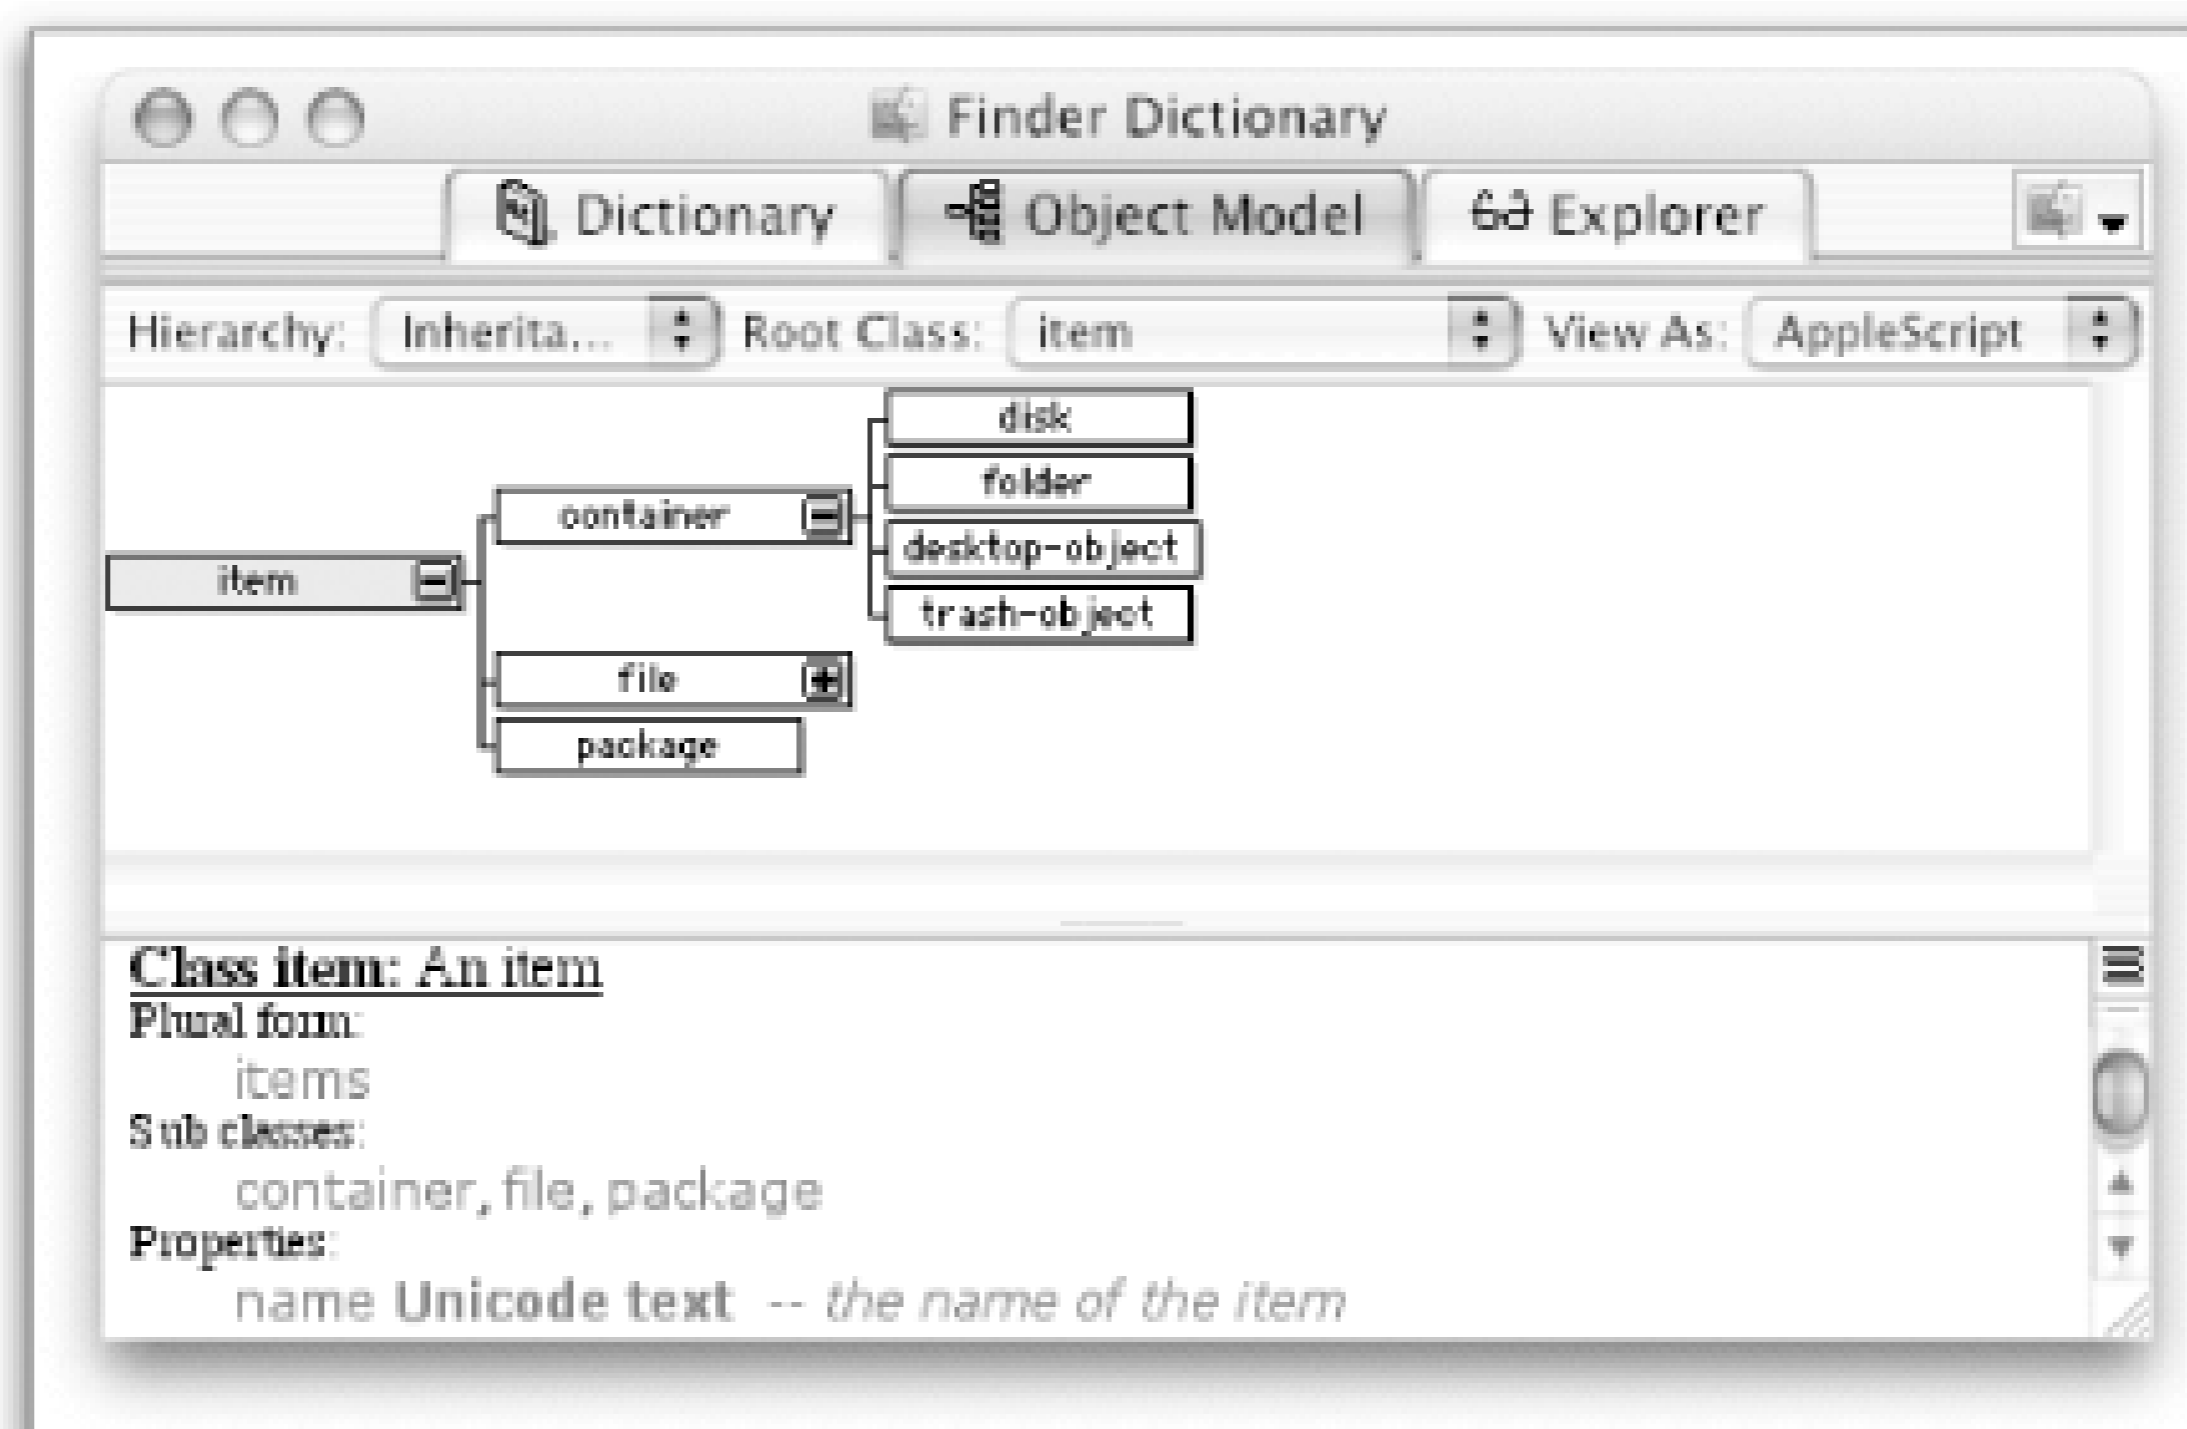 Finder Dictionary
Dictionary Object Model Explorer
Hierarchy: Inherita... Root Class: item View As: AppleScript
disk
folder
container
desktop-object
item
trash-object
file
package
Class item: An item
Plural form:
items
Sub classes:
container, file, package
Properties:
name Unicode text -- the name of the item